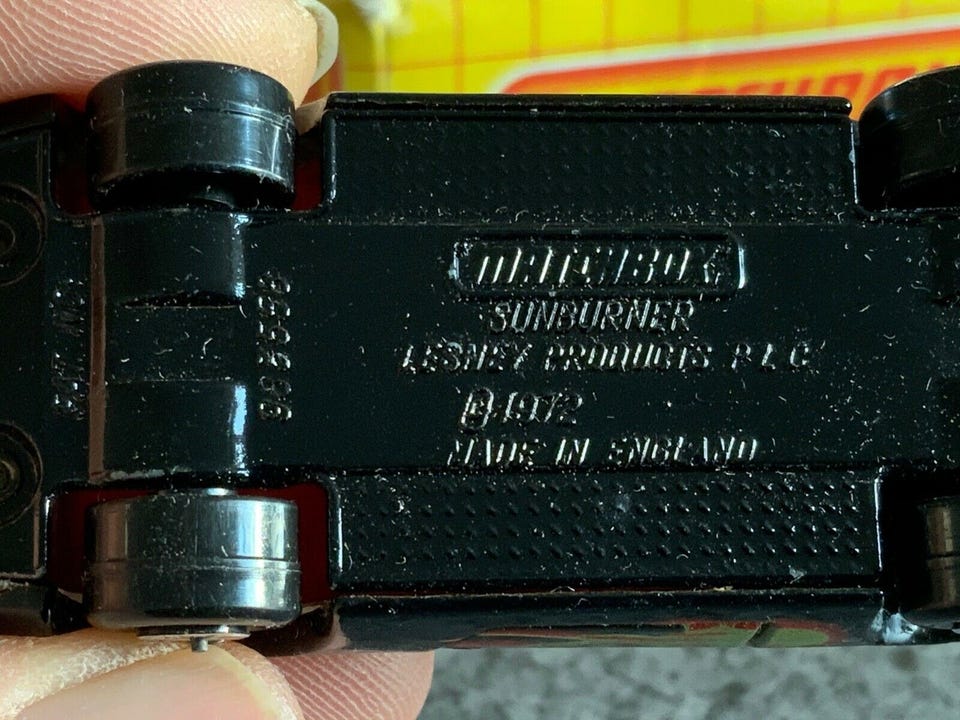 MATCHBOX
SUNBURNER
LESNEY PRODUCTS P L C
© 1972
MADE IN ENGLAND